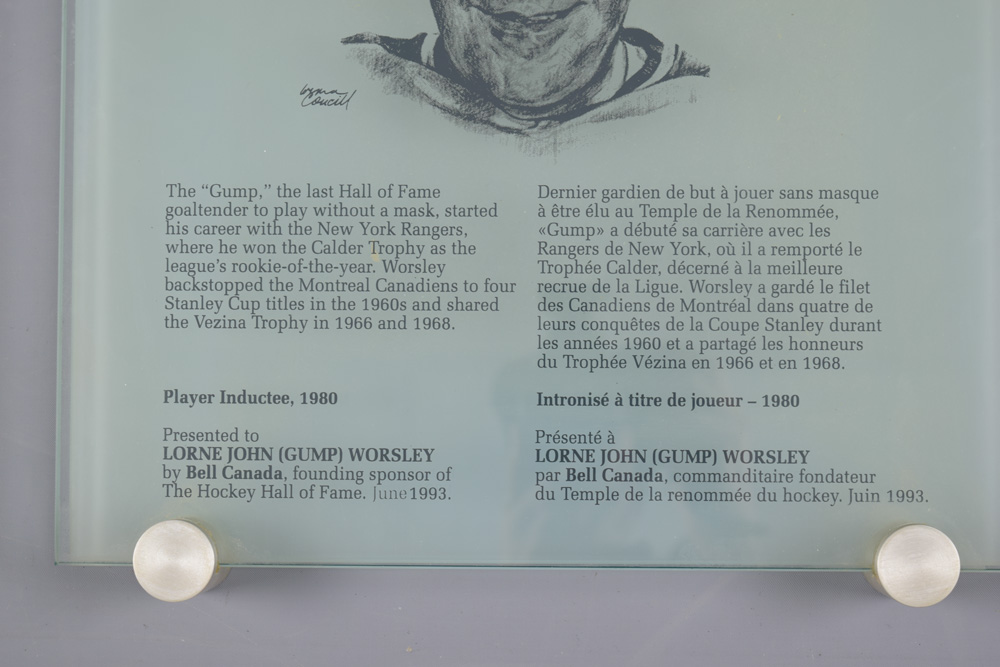 The “Gump,” the last Hall of Fame
goaltender to play without a mask, started
his career with the New York Rangers,
where he won the Calder Trophy as the
league’s rookie-of-the-year. Worsley
backstopped the Montreal Canadiens to four
Stanley Cup titles in the 1960s and shared
the Vezina Trophy in 1966 and 1968.
Player Inductee, 1980
Presented to
LORNE JOHN (GUMP) WORSLEY
by Bell Canada, founding sponsor of
The Hockey Hall of Fame. June 1993.
Dernier gardien de but à jouer sans masque
à être élu au Temple de la Renommée,
«Gump» a débuté sa carrière avec les
Rangers de New York, où il a remporté le
Trophée Calder, décerné à la meilleure
recrue de la Ligue. Worsley a gardé le filet
des Canadiens de Montréal dans quatre de
leurs conquêtes de la Coupe Stanley durant
les années 1960 et a partagé les honneurs
du Trophée Vézina en 1966 et en 1968.
Intronisé à titre de joueur – 1980
Présenté à
LORNE JOHN (GUMP) WORSLEY
par Bell Canada, commanditaire fondateur
du Temple de la renommée du hockey. Juin 1993.